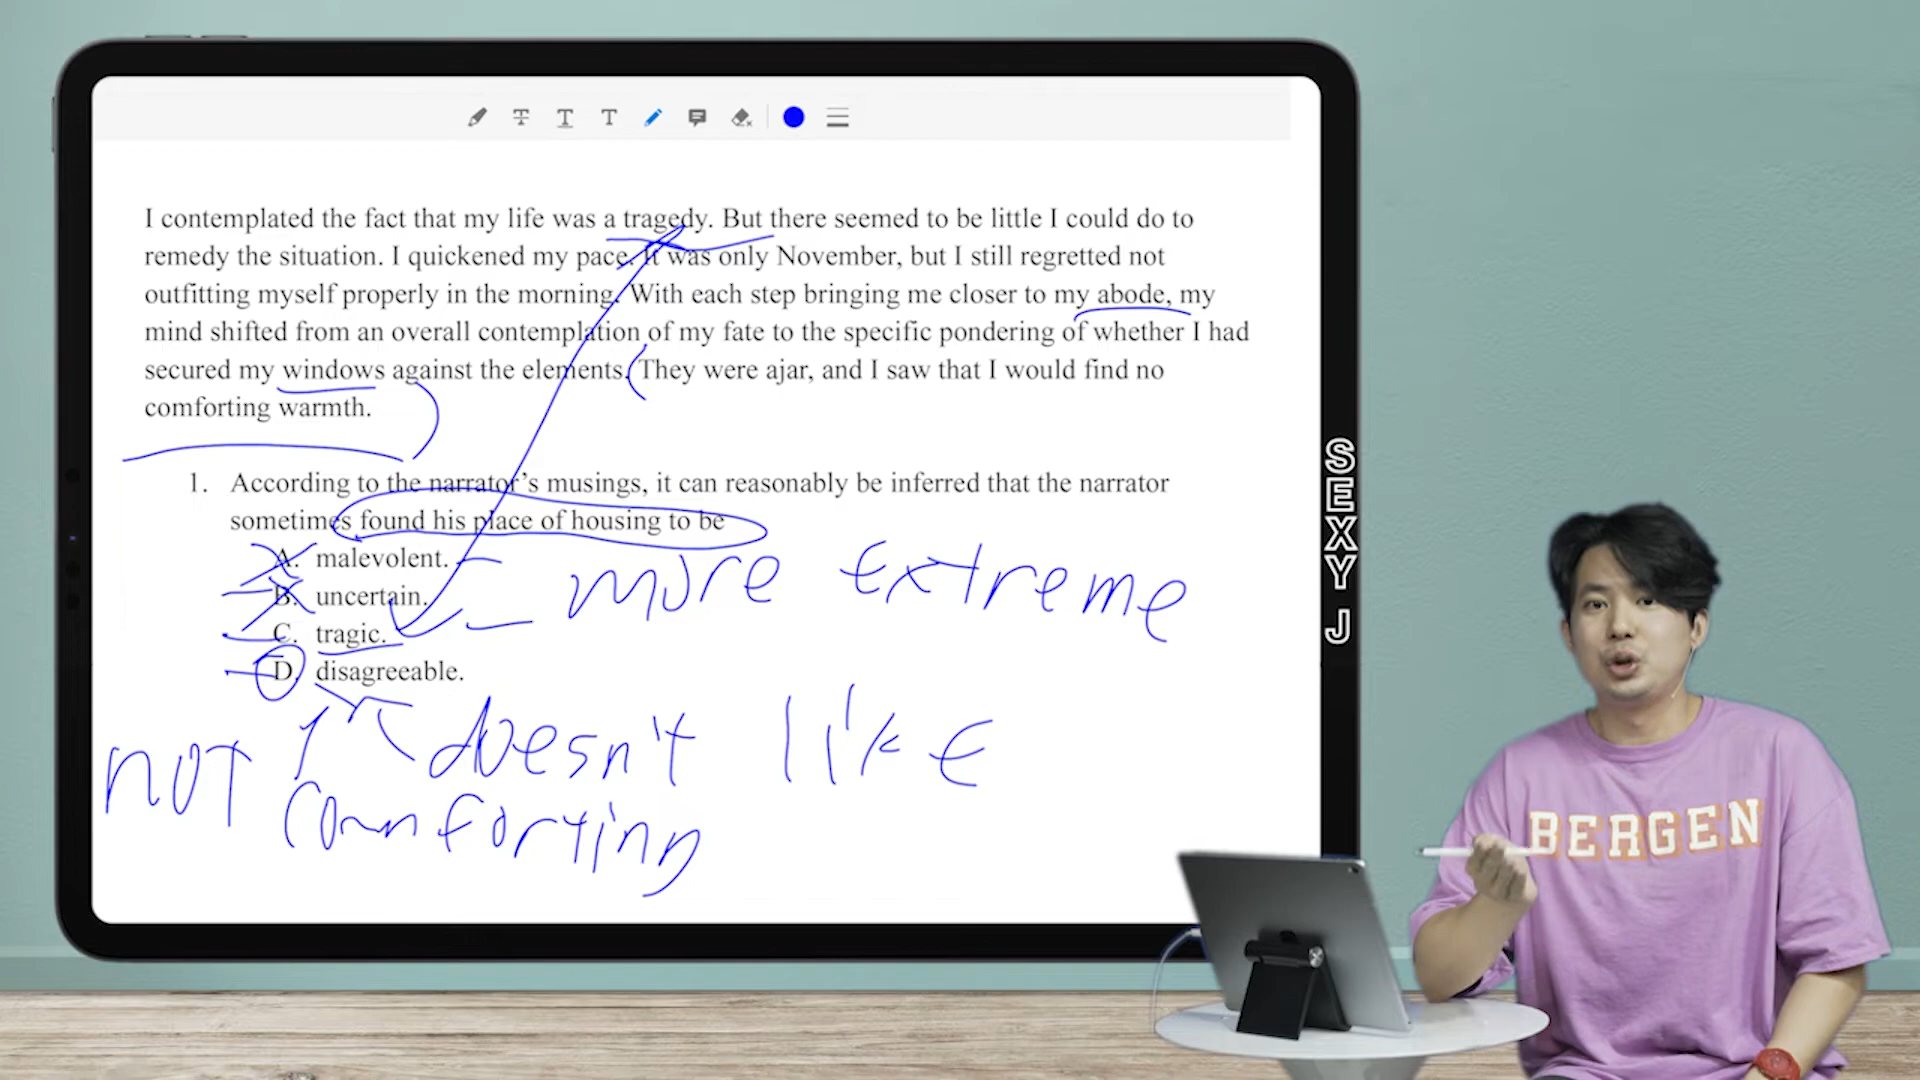 I contemplated the fact that my life was a tragedy. But there seemed to be little I could do to
remedy the situation. I quickened my pace. It was only November, but I still regretted not
outfitting myself properly in the morning. With each step bringing me closer to my abode, my
mind shifted from an overall contemplation of my fate to the specific pondering of whether I had
secured my windows against the elements. They were ajar, and I saw that I would find no
comforting warmth.
1. According to the narrator's musings, it can reasonably be inferred that the narrator
sometimes found his place of housing to be
A. malevolent.
B. uncertain.
C. tragic.
D. disagreeable.
more extreme
doesn't like
not comforting
SEXY J
BERGEN